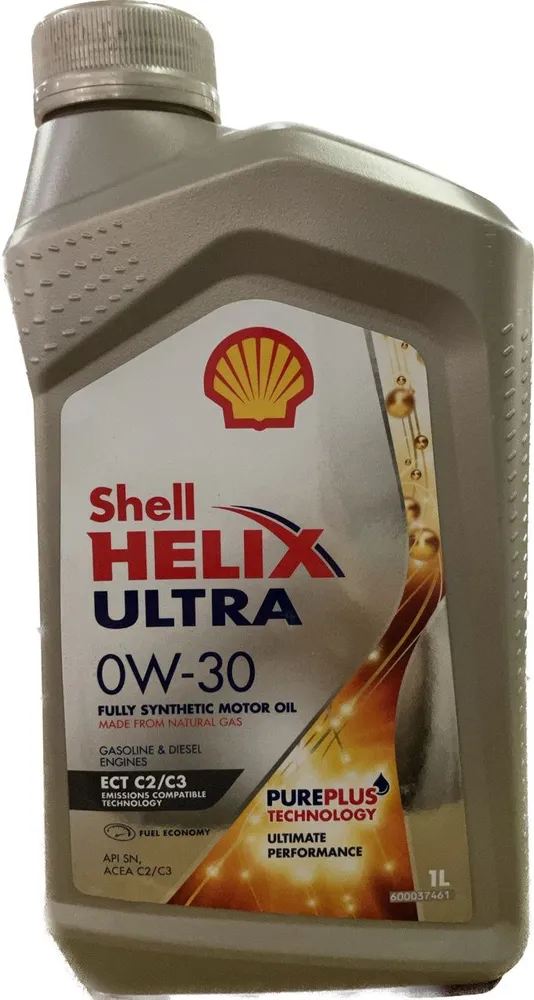 Shell
HELIX
ULTRA
0W-30
FULLY SYNTHETIC MOTOR OIL
MADE FROM NATURAL GAS
GASOLINE & DIESEL
ENGINES
ECT C2/C3
EMISSIONS COMPATIBLE
TECHNOLOGY
FUEL ECONOMY
API SN,
ACEA C2/C3
PUREPLUS
TECHNOLOGY
ULTIMATE
PERFORMANCE
1L
600037461